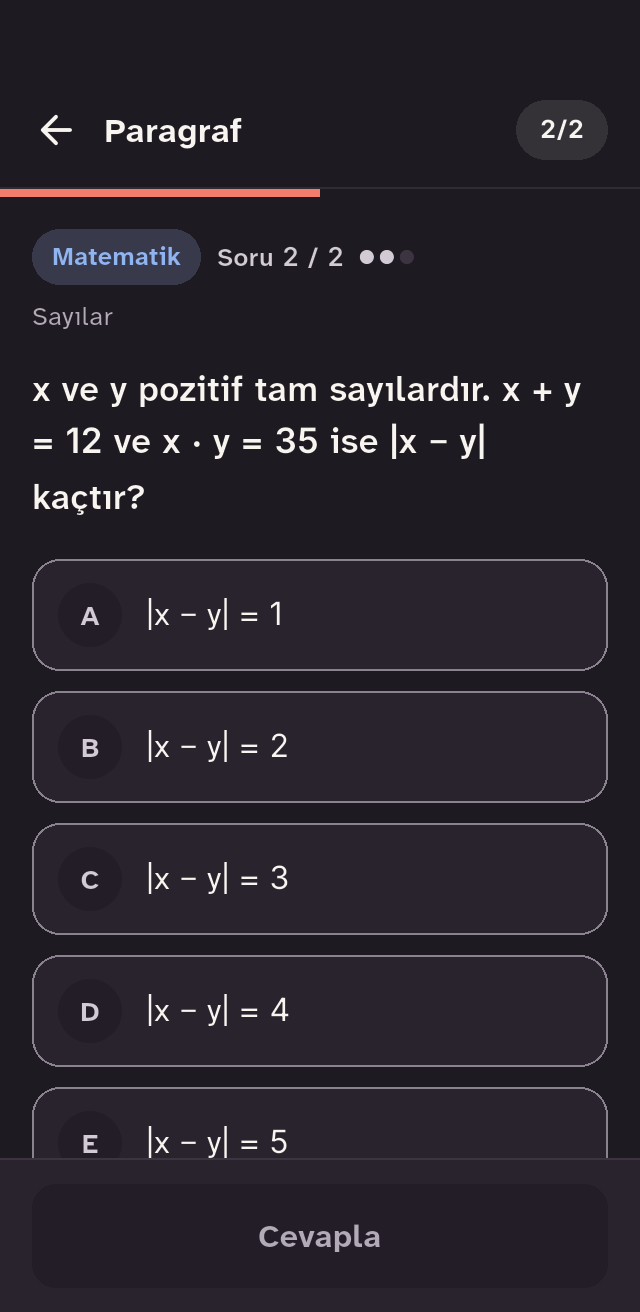 Paragraf
2/2
Matematik
Soru 2 / 2
Sayılar
x ve y pozitif tam sayılardır. x + y
= 12 ve x · y = 35 ise |x − y|
kaçtır?
A |x − y| = 1
B |x − y| = 2
C |x − y| = 3
D |x − y| = 4
E |x − y| = 5
Cevapla